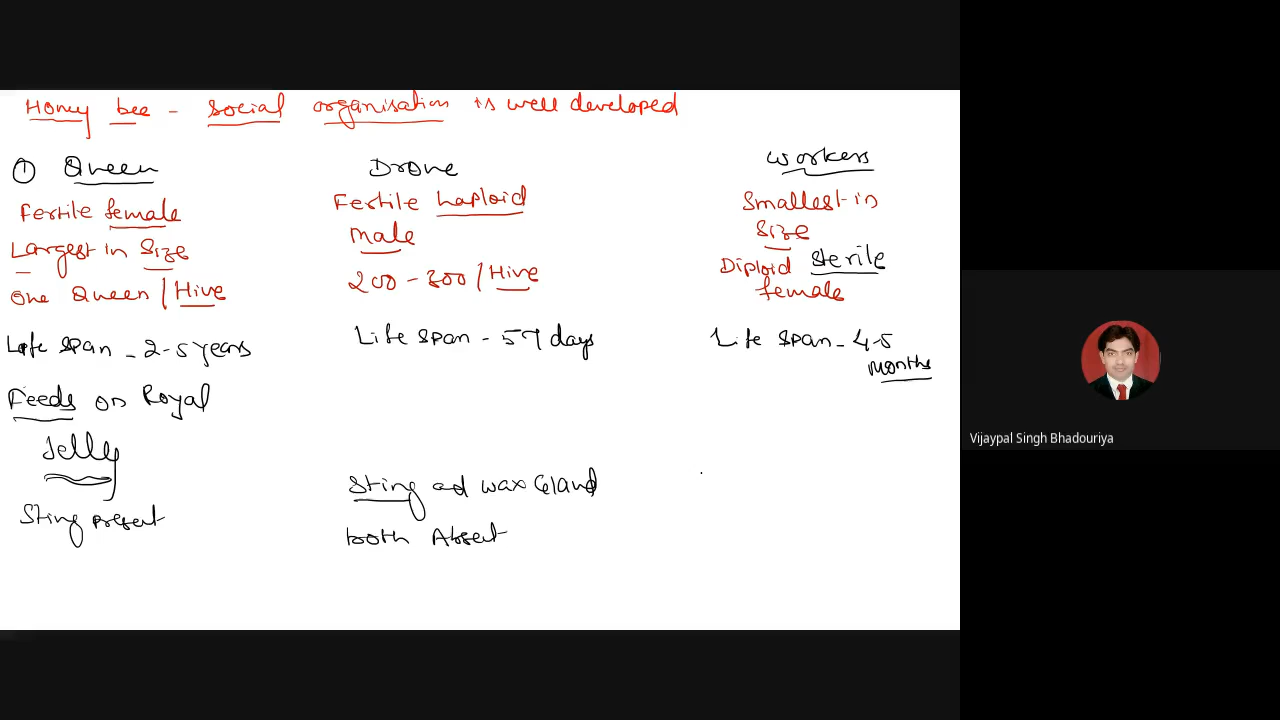 Honey bee - social organisation is well developed
① Queen
Fertile female
Largest in Size
One Queen / Hive
Life span - 2-5 years
Feeds on Royal
Jelly
Sting present
Drone
Fertile haploid
Male
200 - 300 / Hive
Life span - 57 days
Sting ad wax Gland
both Absent
Workers
Smallest in
Size
Diploid Sterile
female
Life span - 4-5
Months
Vijaypal Singh Bhadouriya